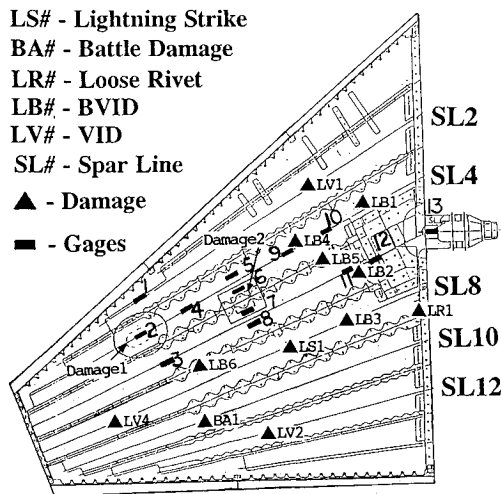 LS# - Lightning Strike
BA# - Battle Damage
LR# - Loose Rivet
LB# - BVID
LV# - VID
SL# - Spar Line
▲ - Damage
▬ - Gages
SL2
SL4
SL8
SL10
SL12
LV1
LB1
13
10
LB4
12
Damage2
9
LB5
5
LB2
6
11
1
4
7
LR1
8
LB3
2
LS1
3
LB6
Damage1
LV4
BA1
LV2